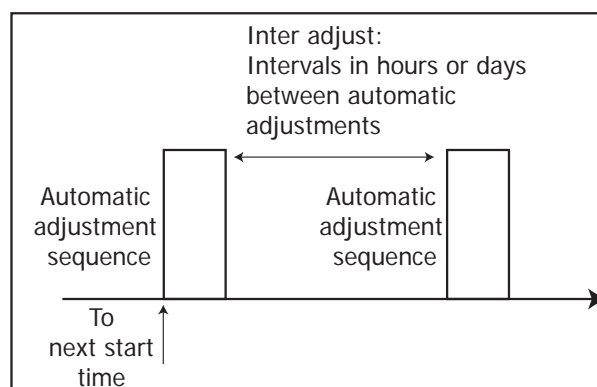 Inter adjust:
Intervals in hours or days
between automatic
adjustments
Automatic
adjustment
sequence
Automatic
adjustment
sequence
To
next start
time